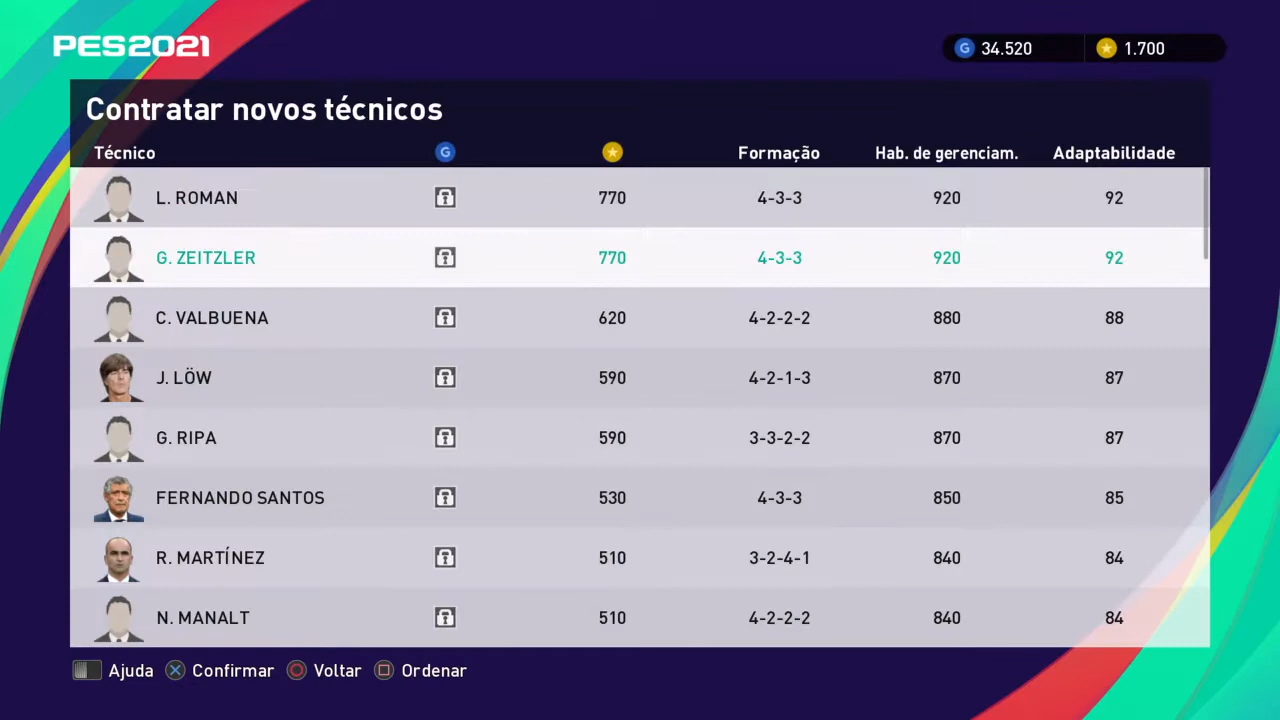 PES2021
G 34.520 1.700
Contratar novos técnicos
Técnico G Formação Hab. de gerenciam. Adaptabilidade
L. ROMAN 770 4-3-3 920 92
G. ZEITZLER 770 4-3-3 920 92
C. VALBUENA 620 4-2-2-2 880 88
J. LÖW 590 4-2-1-3 870 87
G. RIPA 590 3-3-2-2 870 87
FERNANDO SANTOS 530 4-3-3 850 85
R. MARTÍNEZ 510 3-2-4-1 840 84
N. MANALT 510 4-2-2-2 840 84
Ajuda Confirmar Voltar Ordenar